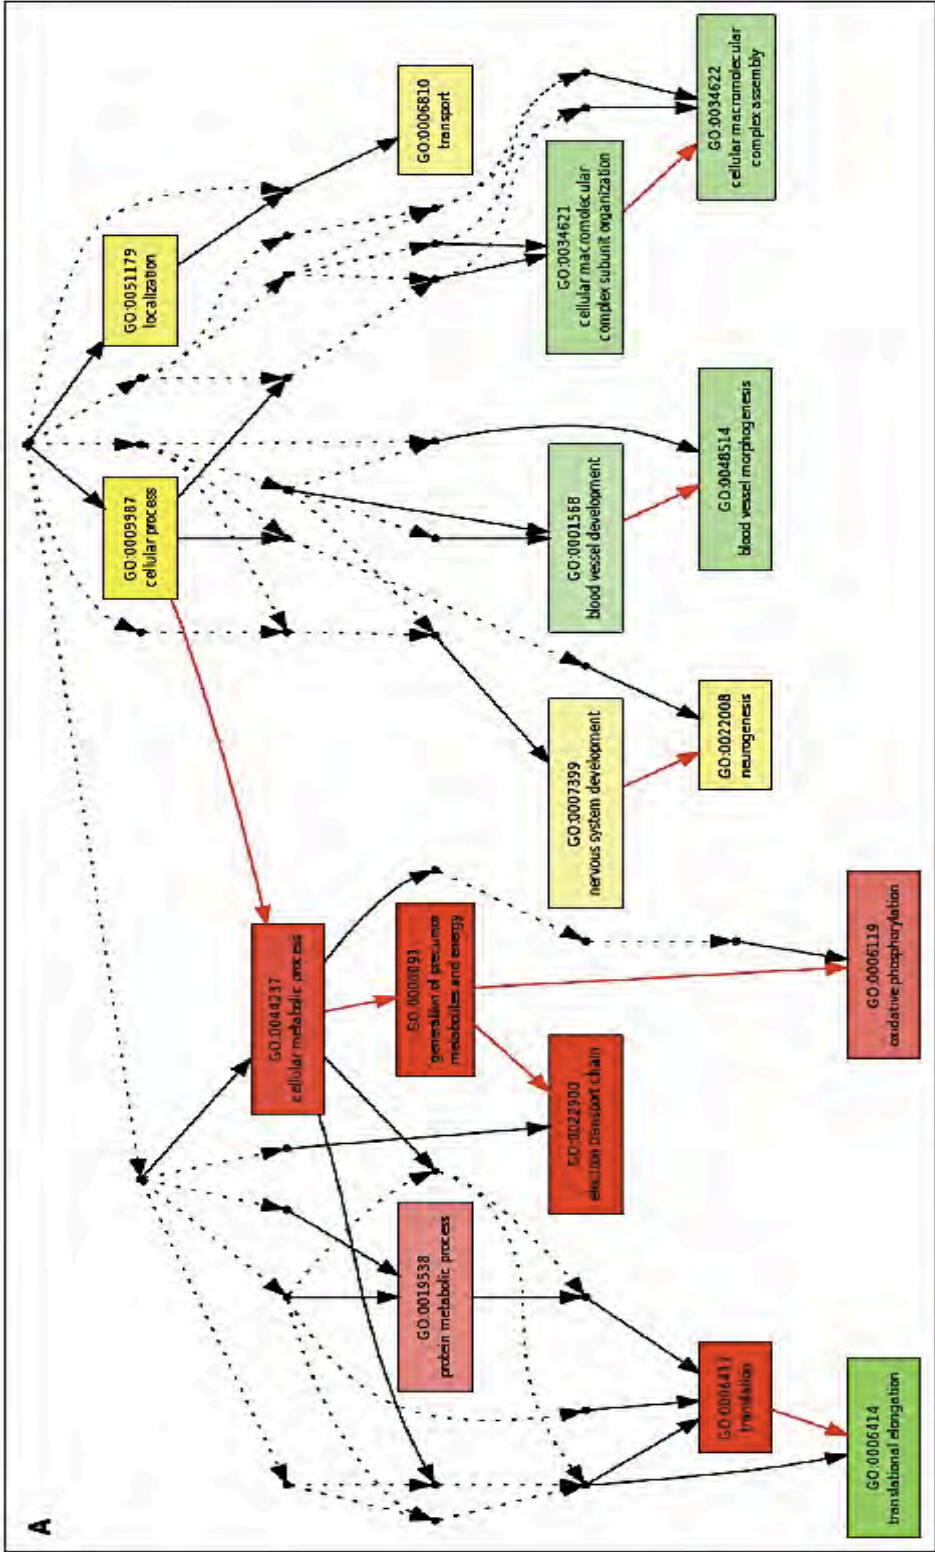 A
GO:0009987
cellular process
GO:0051179
localization
GO:0044237
cellular metabolic process
GO:0019538
protein metabolic process
GO:0006091
generation of precursor
metabolites and energy
GO:0006810
transport
GO:0022900
electron transport chain
GO:0007399
nervous system development
GO:0001568
blood vessel development
GO:0034621
cellular macromolecular
complex subunit organization
GO:0006412
translation
GO:0022008
neurogenesis
GO:0048514
blood vessel morphogenesis
GO:0034622
cellular macromolecular
complex assembly
GO:0006414
translational elongation
GO:0006119
oxidative phosphorylation